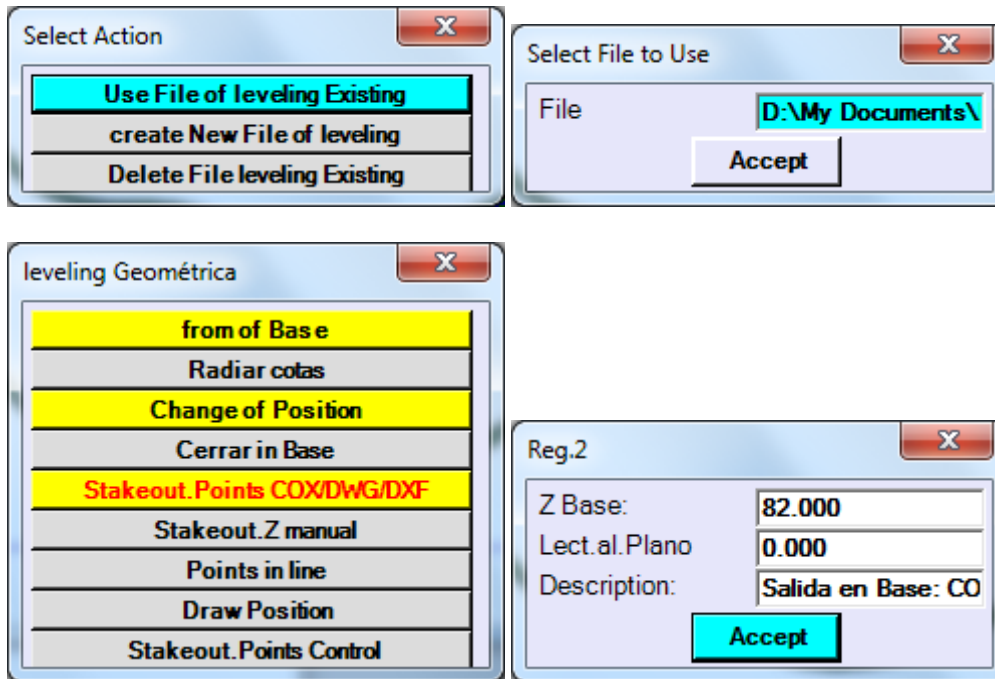 Select Action
Use File of leveling Existing
create New File of leveling
Delete File leveling Existing
Select File to Use
File D:\My Documents\
Accept
leveling Geométrica
from of Base
Radiar cotas
Change of Position
Cerrar in Base
Stakeout.Points COX/DWG/DXF
Stakeout.Z manual
Points in line
Draw Position
Stakeout.Points Control
Reg.2
Z Base: 82.000
Lect.al.Plano 0.000
Description: Salida en Base: CO
Accept